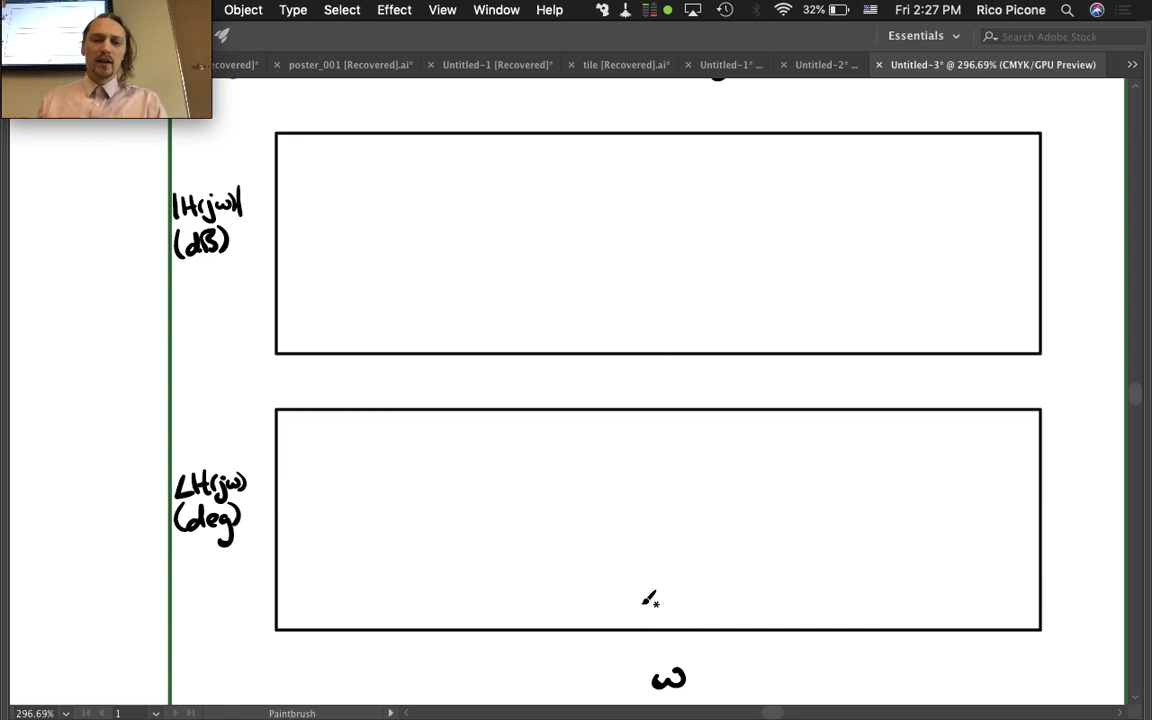 Object Type Select Effect View Window Help 32% Fri 2:27 PM Rico Picone
Essentials Search Adobe Stock
ecovered]* × poster_001 [Recovered].ai* × Untitled-1 [Recovered]* × tile [Recovered].ai* × Untitled-1* ... × Untitled-2* ... × Untitled-3* @ 296.69% (CMYK/GPU Preview) >>
|H(jω)|
(dB)
∠H(jω)
(deg)
ω
296.69% 1 Paintbrush